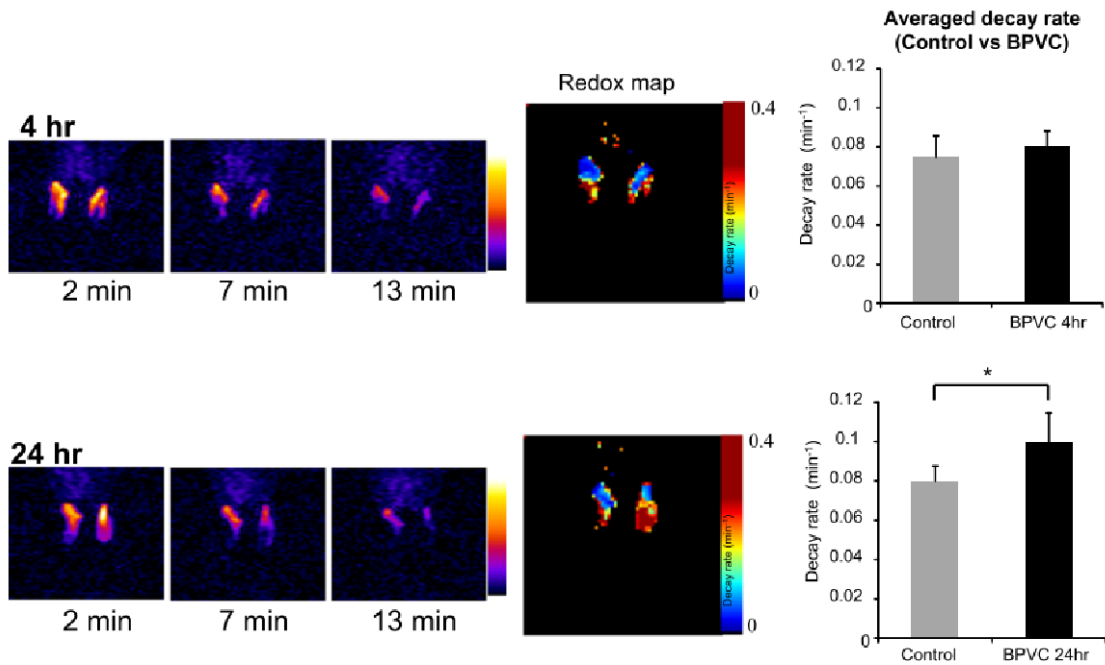 Averaged decay rate
(Control vs BPVC)
4 hr
2 min
7 min
13 min
Redox map
0.4
Decay rate (min⁻¹)
0
Decay rate (min⁻¹)
0.12
0.1
0.08
0.06
0.04
0.02
0
Control
BPVC 4hr
24 hr
2 min
7 min
13 min
0.4
Decay rate (min⁻¹)
0
*
Decay rate (min⁻¹)
0.12
0.1
0.08
0.06
0.04
0.02
0
Control
BPVC 24hr